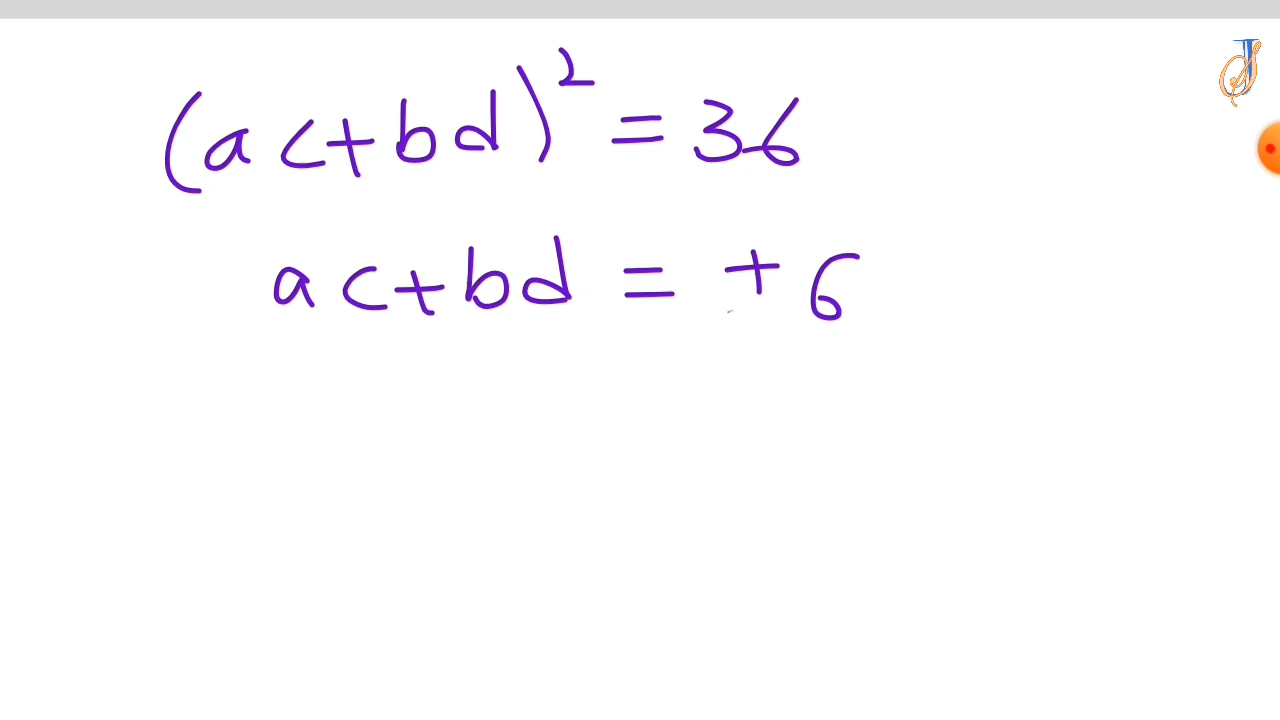 (ac+bd)² = 36
ac+bd = + 6